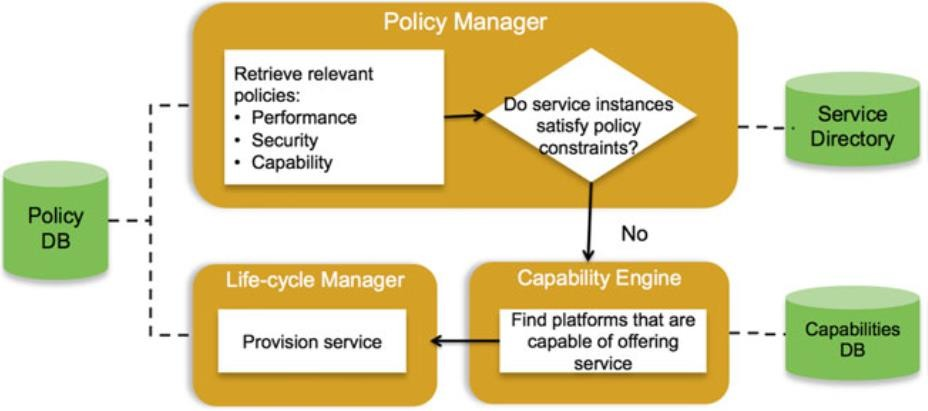 Policy Manager
Retrieve relevant
policies:
• Performance
• Security
• Capability
Do service instances
satisfy policy
constraints?
Service
Directory
Policy
DB
No
Life-cycle Manager
Provision service
Capability Engine
Find platforms that are
capable of offering
service
Capabilities
DB